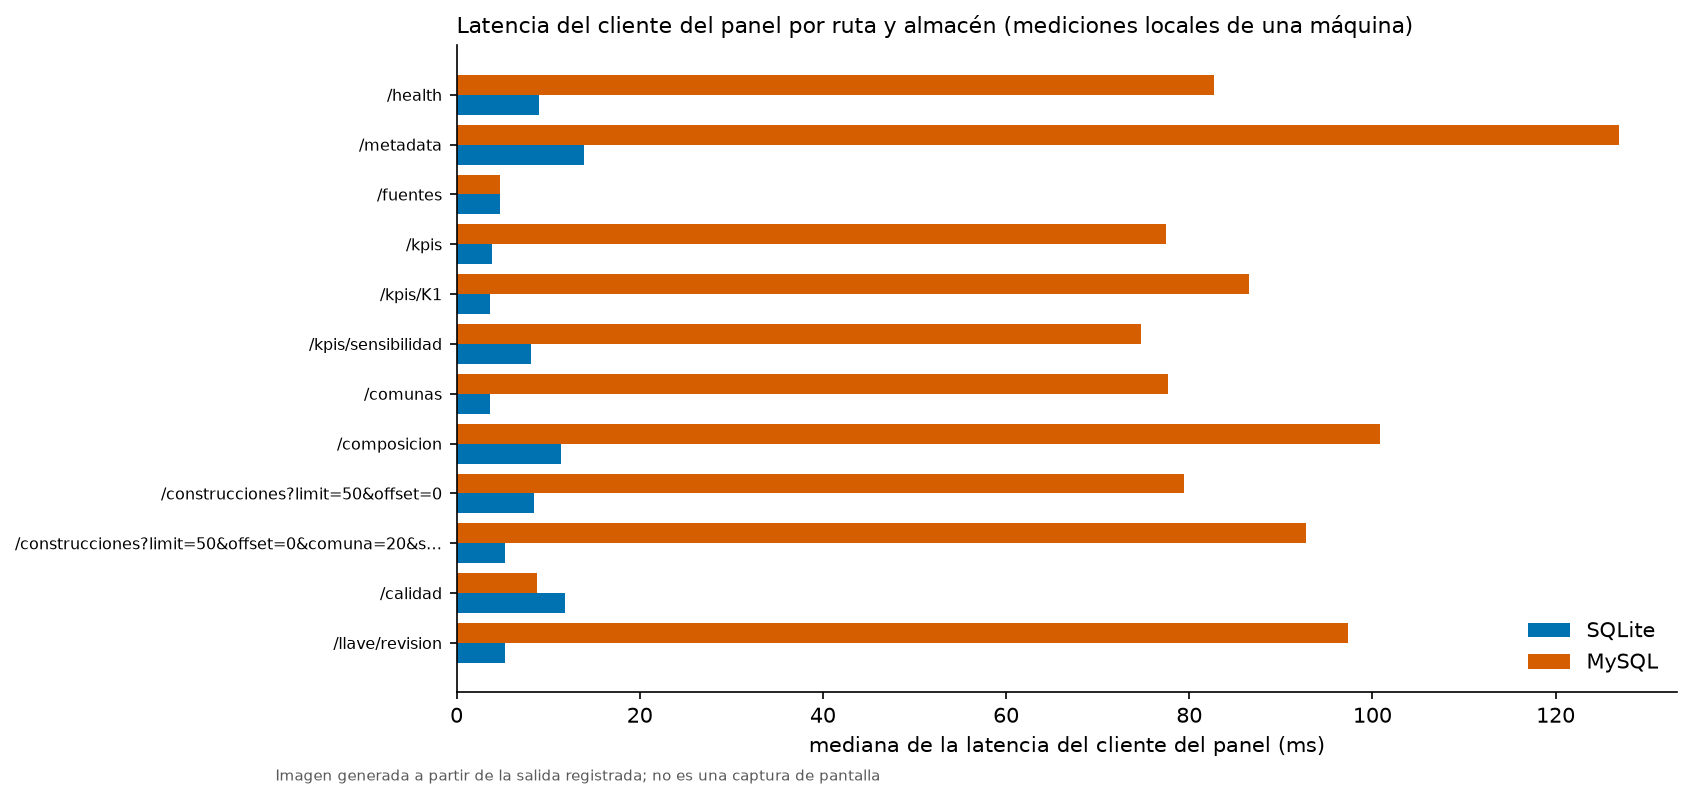 Latencia del cliente del panel por ruta y almacén (mediciones locales de una máquina)
/health
/metadata
/fuentes
/kpis
/kpis/K1
/kpis/sensibilidad
/comunas
/composicion
/construcciones?limit=50&offset=0
/construcciones?limit=50&offset=0&comuna=20&s...
/calidad
/llave/revision
SQLite
MySQL
0 20 40 60 80 100 120
mediana de la latencia del cliente del panel (ms)
Imagen generada a partir de la salida registrada; no es una captura de pantalla